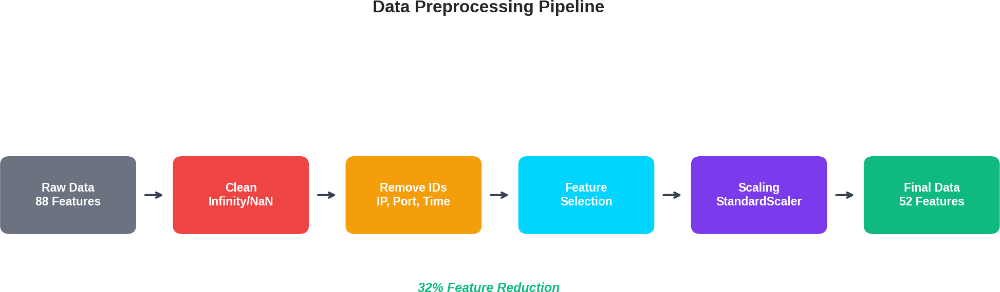 Data Preprocessing Pipeline
Raw Data
88 Features
Clean
Infinity/NaN
Remove IDs
IP, Port, Time
Feature
Selection
Scaling
StandardScaler
Final Data
52 Features
32% Feature Reduction